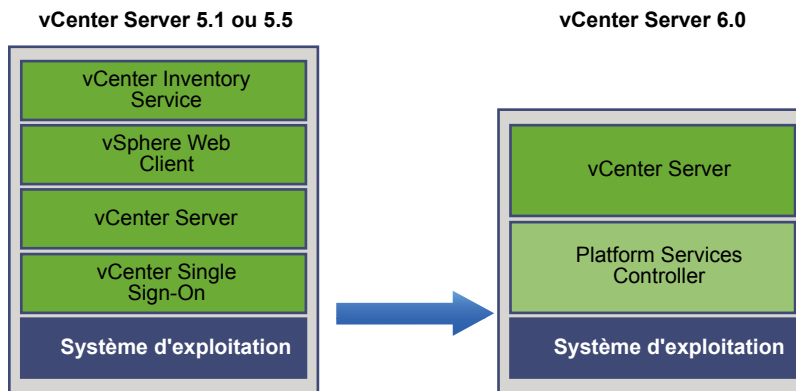 vCenter Server 5.1 ou 5.5
vCenter Inventory
Service
vSphere Web
Client
vCenter Server
vCenter Single
Sign-On
Système d'exploitation
vCenter Server 6.0
vCenter Server
Platform Services
Controller
Système d'exploitation